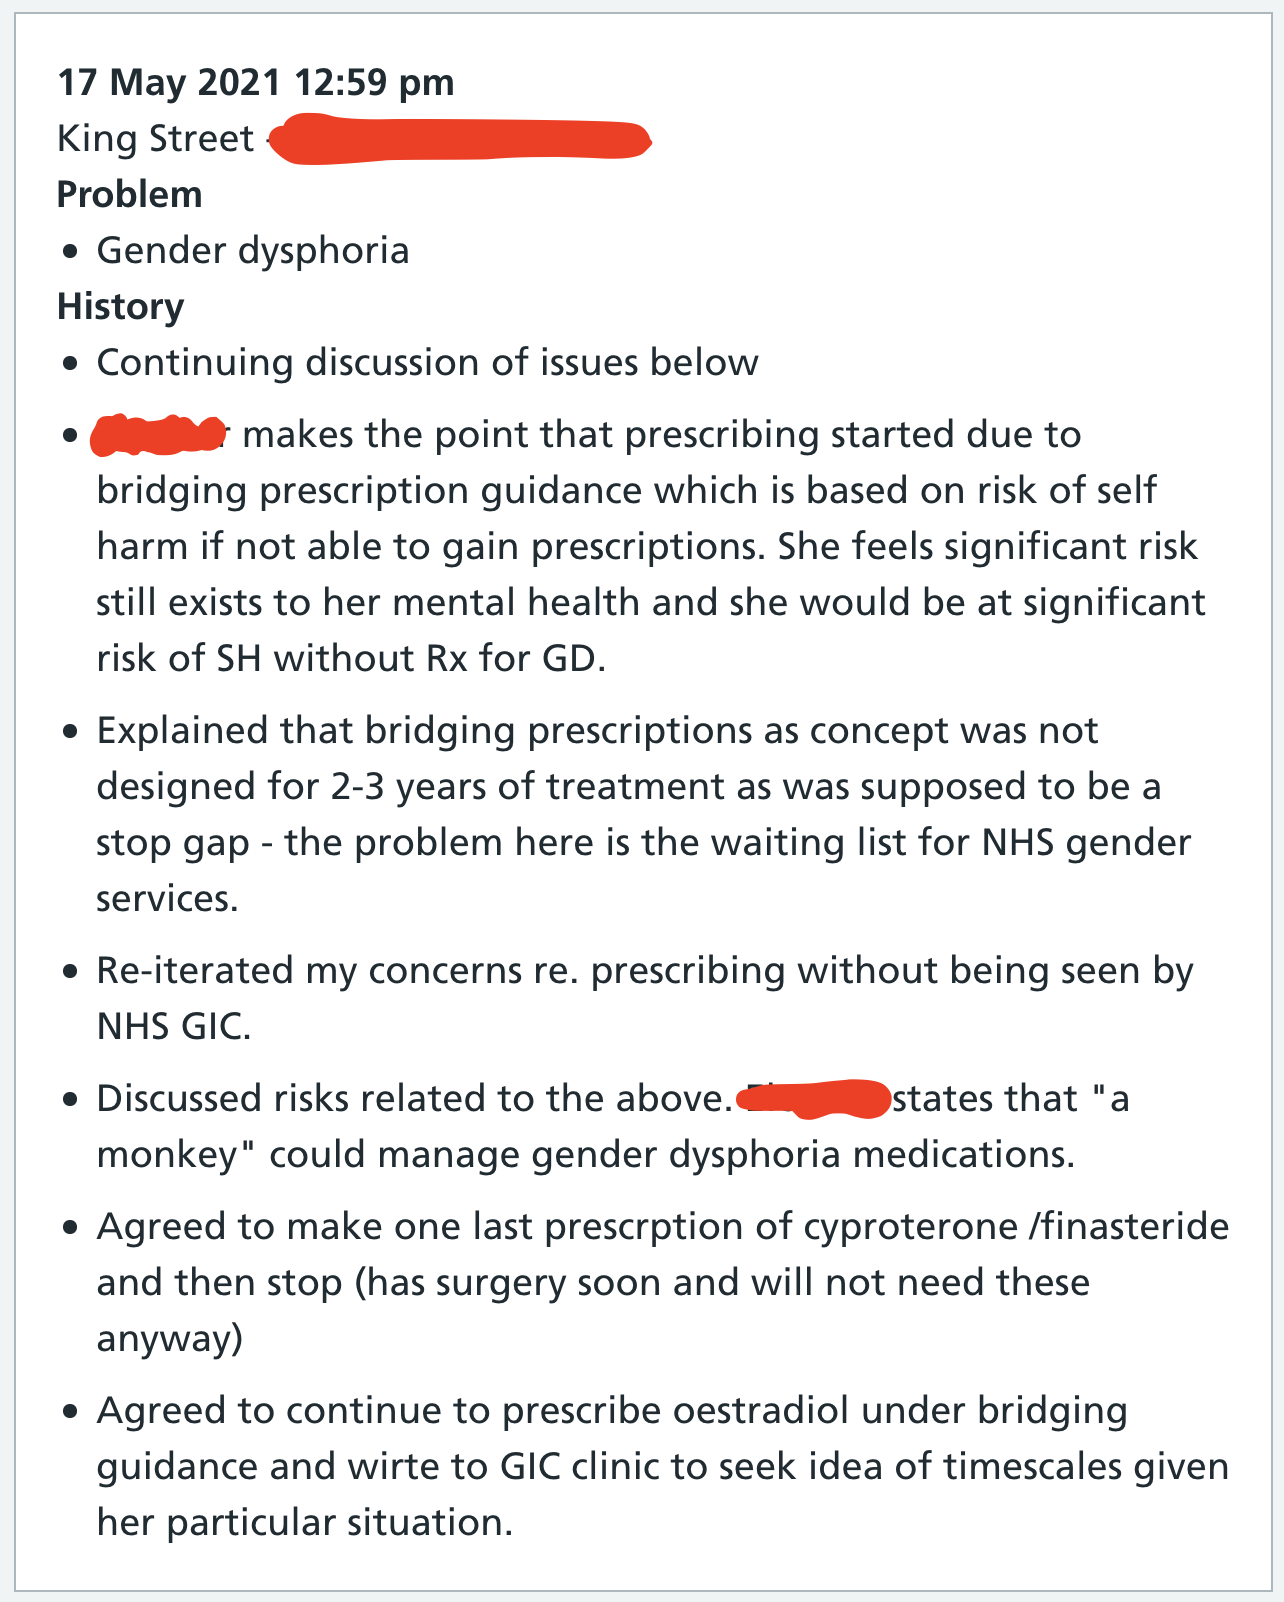 17 May 2021 12:59 pm
King Street -
Problem
• Gender dysphoria
History
• Continuing discussion of issues below
• makes the point that prescribing started due to
bridging prescription guidance which is based on risk of self
harm if not able to gain prescriptions. She feels significant risk
still exists to her mental health and she would be at significant
risk of SH without Rx for GD.
• Explained that bridging prescriptions as concept was not
designed for 2-3 years of treatment as was supposed to be a
stop gap - the problem here is the waiting list for NHS gender
services.
• Re-iterated my concerns re. prescribing without being seen by
NHS GIC.
• Discussed risks related to the above. states that "a
monkey" could manage gender dysphoria medications.
• Agreed to make one last prescrption of cyproterone /finasteride
and then stop (has surgery soon and will not need these
anyway)
• Agreed to continue to prescribe oestradiol under bridging
guidance and wirte to GIC clinic to seek idea of timescales given
her particular situation.